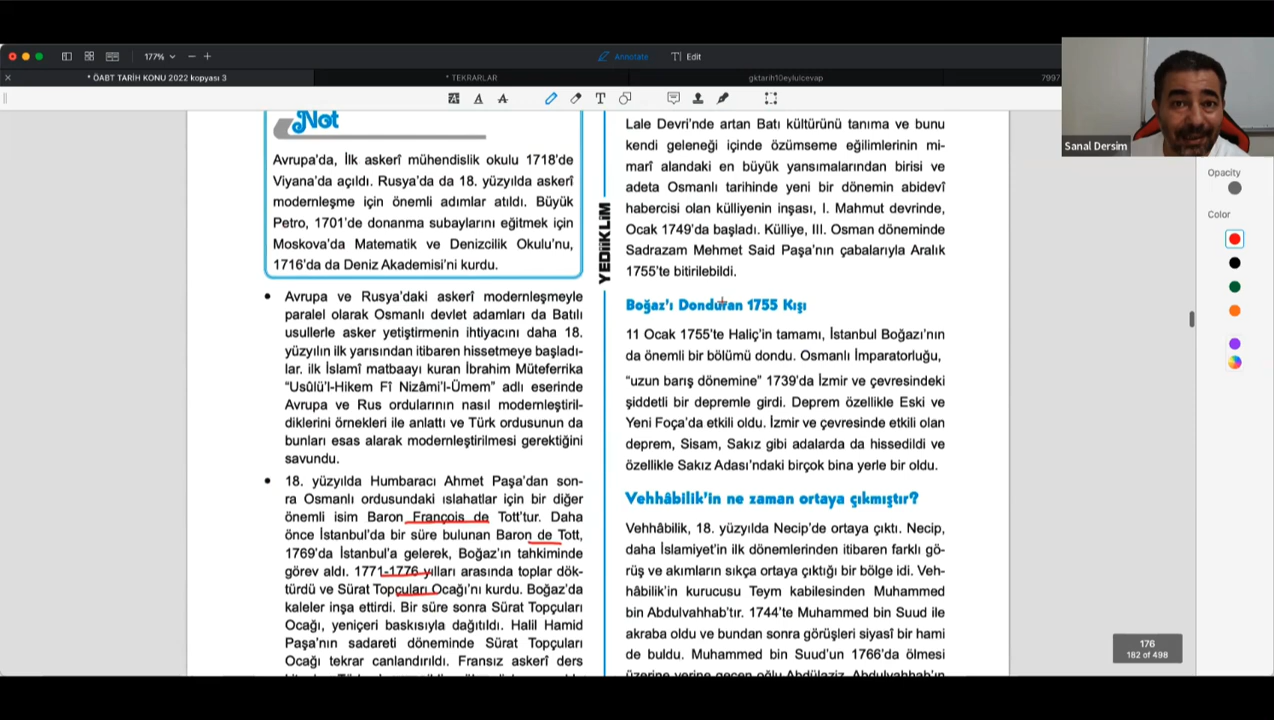 177%
Annotate
Edit
* ÖABT TARİH KONU 2022 kopyası 3
* TEKRARLAR
gktarih10eylulcevap
7997
Sanal Dersim
Opacity
Color
Not
Avrupa'da, İlk askerî mühendislik okulu 1718'de
Viyana'da açıldı. Rusya'da da 18. yüzyılda askerî
modernleşme için önemli adımlar atıldı. Büyük
Petro, 1701'de donanma subaylarını eğitmek için
Moskova'da Matematik ve Denizcilik Okulu'nu,
1716'da da Deniz Akademisi'ni kurdu.
• Avrupa ve Rusya'daki askerî modernleşmeyle
paralel olarak Osmanlı devlet adamları da Batılı
usullerle asker yetiştirmenin ihtiyacını daha 18.
yüzyılın ilk yarısından itibaren hissetmeye başladı-
lar. ilk İslamî matbaayı kuran İbrahim Müteferrika
"Usûlü'l-Hikem Fî Nizâmi'l-Ümem" adlı eserinde
Avrupa ve Rus ordularının nasıl modernleştiril-
diklerini örnekleri ile anlattı ve Türk ordusunun da
bunları esas alarak modernleştirilmesi gerektiğini
savundu.
• 18. yüzyılda Humbaracı Ahmet Paşa'dan son-
ra Osmanlı ordusundaki ıslahatlar için bir diğer
önemli isim Baron François de Tott'tur. Daha
önce İstanbul'da bir süre bulunan Baron de Tott,
1769'da İstanbul'a gelerek, Boğaz'ın tahkiminde
görev aldı. 1771-1776 yılları arasında toplar dök-
türdü ve Sürat Topçuları Ocağı'nı kurdu. Boğaz'da
kaleler inşa ettirdi. Bir süre sonra Sürat Topçuları
Ocağı, yeniçeri baskısıyla dağıtıldı. Halil Hamid
Paşa'nın sadareti döneminde Sürat Topçuları
Ocağı tekrar canlandırıldı. Fransız askerî ders
YEDİİKLİM
Lale Devri'nde artan Batı kültürünü tanıma ve bunu
kendi geleneği içinde özümseme eğilimlerinin mi-
marî alandaki en büyük yansımalarından birisi ve
adeta Osmanlı tarihinde yeni bir dönemin abidevî
habercisi olan külliyenin inşası, I. Mahmut devrinde,
Ocak 1749'da başladı. Külliye, III. Osman döneminde
Sadrazam Mehmet Said Paşa'nın çabalarıyla Aralık
1755'te bitirilebildi.
Boğaz'ı Donduran 1755 Kışı
11 Ocak 1755'te Haliç'in tamamı, İstanbul Boğazı'nın
da önemli bir bölümü dondu. Osmanlı İmparatorluğu,
"uzun barış dönemine" 1739'da İzmir ve çevresindeki
şiddetli bir depremle girdi. Deprem özellikle Eski ve
Yeni Foça'da etkili oldu. İzmir ve çevresinde etkili olan
deprem, Sisam, Sakız gibi adalarda da hissedildi ve
özellikle Sakız Adası'ndaki birçok bina yerle bir oldu.
Vehhâbilik'in ne zaman ortaya çıkmıştır?
Vehhâbilik, 18. yüzyılda Necip'de ortaya çıktı. Necip,
daha İslamiyet'in ilk dönemlerinden itibaren farklı gö-
rüş ve akımların sıkça ortaya çıktığı bir bölge idi. Veh-
hâbilik'in kurucusu Teym kabilesinden Muhammed
bin Abdulvahhab'tır. 1744'te Muhammed bin Suud ile
akraba oldu ve bundan sonra görüşleri siyasî bir hami
de buldu. Muhammed bin Suud'un 1766'da ölmesi
üzerine yerine geçen oğlu Abdülaziz, Abdulvahhab'ın
176
182 of 498